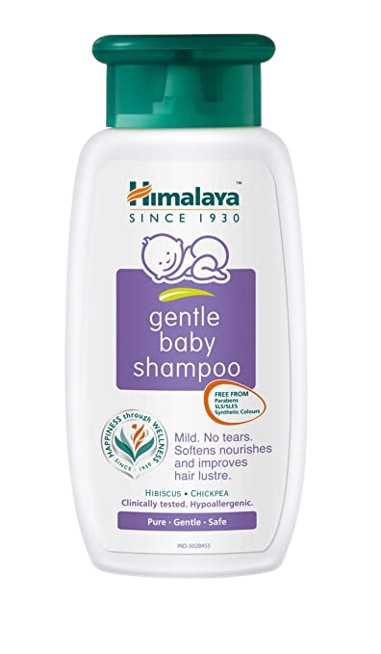 Himalaya™
SINCE 1930
gentle
baby
shampoo
FREE FROM
Parabens
SLS/SLES
Synthetic Colours
HAPPINESS through WELLNESS
SINCE 1930
Mild. No tears.
Softens nourishes
and improves
hair lustre.
HIBISCUS • CHICKPEA
Clinically tested. Hypoallergenic.
Pure · Gentle · Safe
IND-5028455